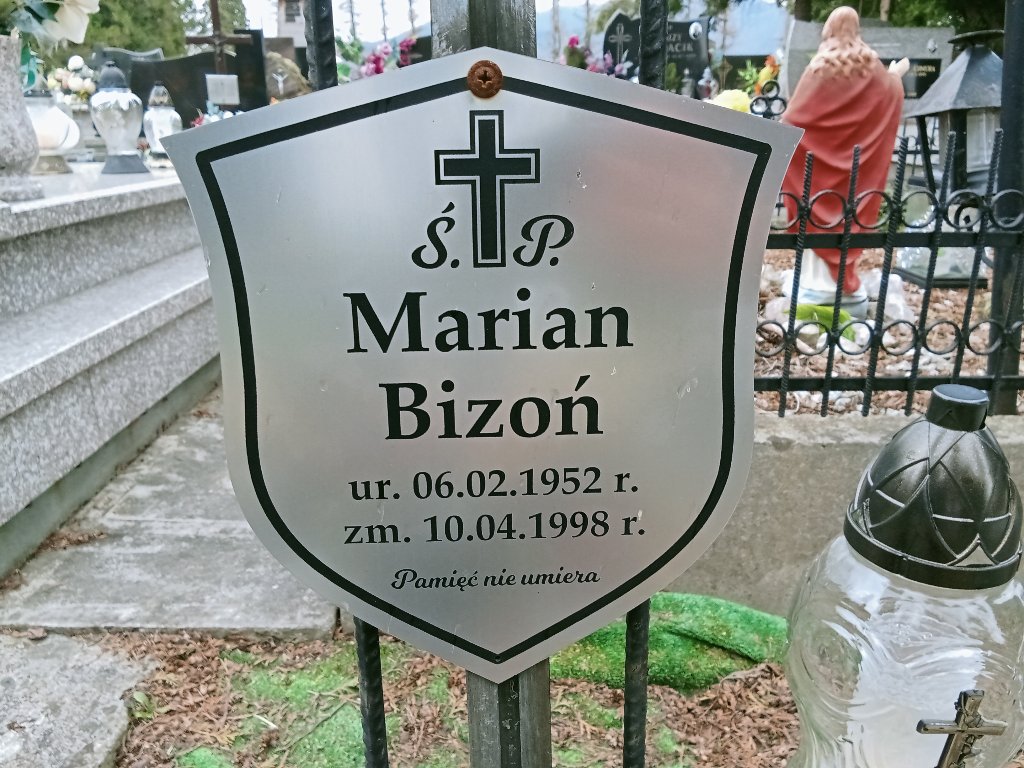 Ś. P.
Marian
Bizoń
ur. 06.02.1952 r.
zm. 10.04.1998 r.
Pamięć nie umiera